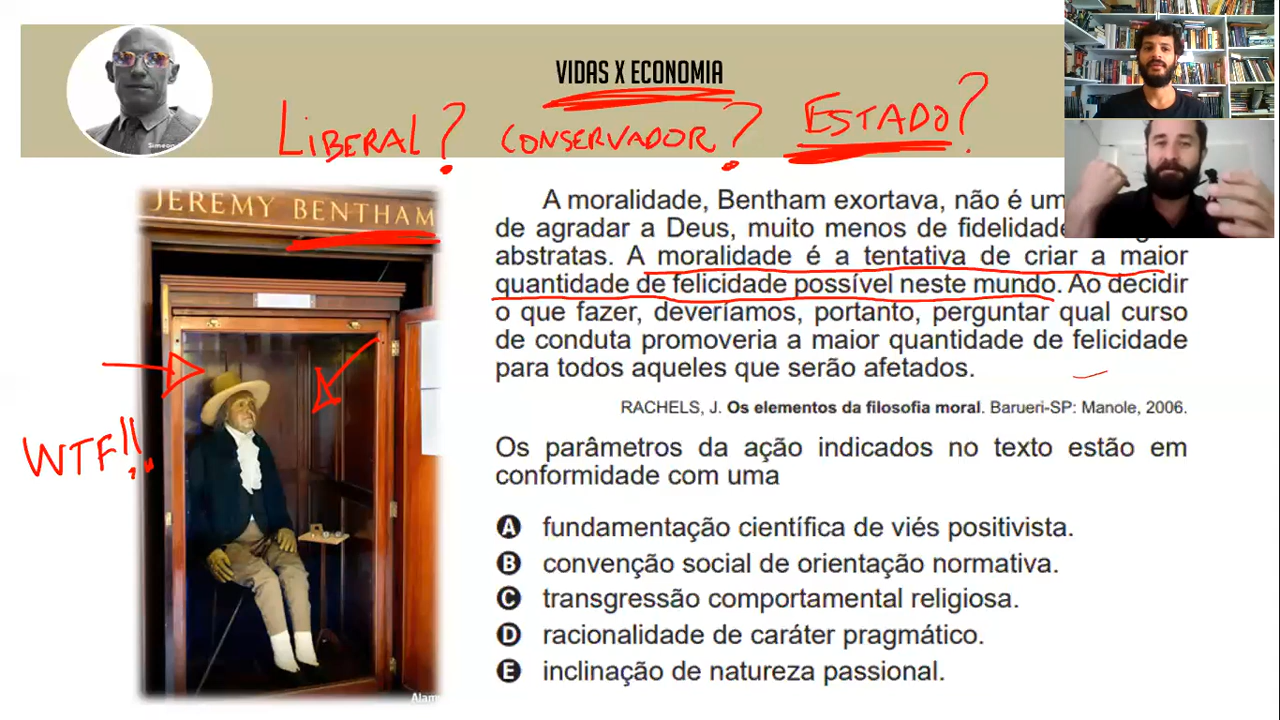 VIDAS X ECONOMIA
LIBERAL? CONSERVADOR? ESTADO?
Simeon
JEREMY BENTHAM
WTF!!
A moralidade, Bentham exortava, não é um
de agradar a Deus, muito menos de fidelidade
abstratas. A moralidade é a tentativa de criar a maior
quantidade de felicidade possível neste mundo. Ao decidir
o que fazer, deveríamos, portanto, perguntar qual curso
de conduta promoveria a maior quantidade de felicidade
para todos aqueles que serão afetados.
RACHELS, J. Os elementos da filosofia moral. Barueri-SP: Manole, 2006.
Os parâmetros da ação indicados no texto estão em
conformidade com uma
A fundamentação científica de viés positivista.
B convenção social de orientação normativa.
C transgressão comportamental religiosa.
D racionalidade de caráter pragmático.
E inclinação de natureza passional.